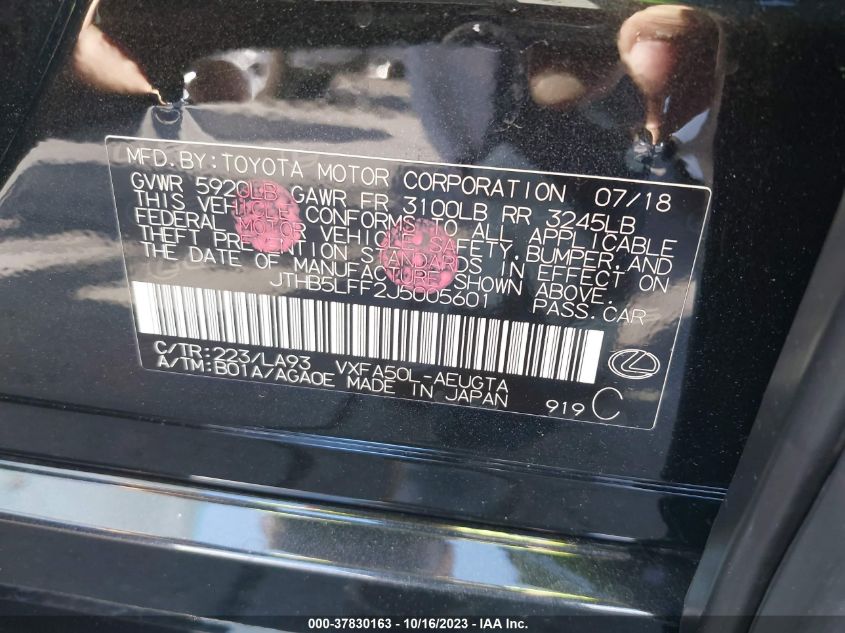 MFD. BY: TOYOTA MOTOR CORPORATION 07/18
GVWR 5920LB GAWR FR 3100LB RR 3245LB
THIS VEHICLE CONFORMS TO ALL APPLICABLE
FEDERAL MOTOR VEHICLE SAFETY, BUMPER, AND
THEFT PREVENTION STANDARDS IN EFFECT ON
THE DATE OF MANUFACTURE SHOWN ABOVE.
JTHB5LFF2J5005601 PASS. CAR
C/TR: 223/LA93 VXFA50L-AEUGTA
A/TM: B01A/AGA0E MADE IN JAPAN
919 C
000-37830163 - 10/16/2023 - IAA Inc.